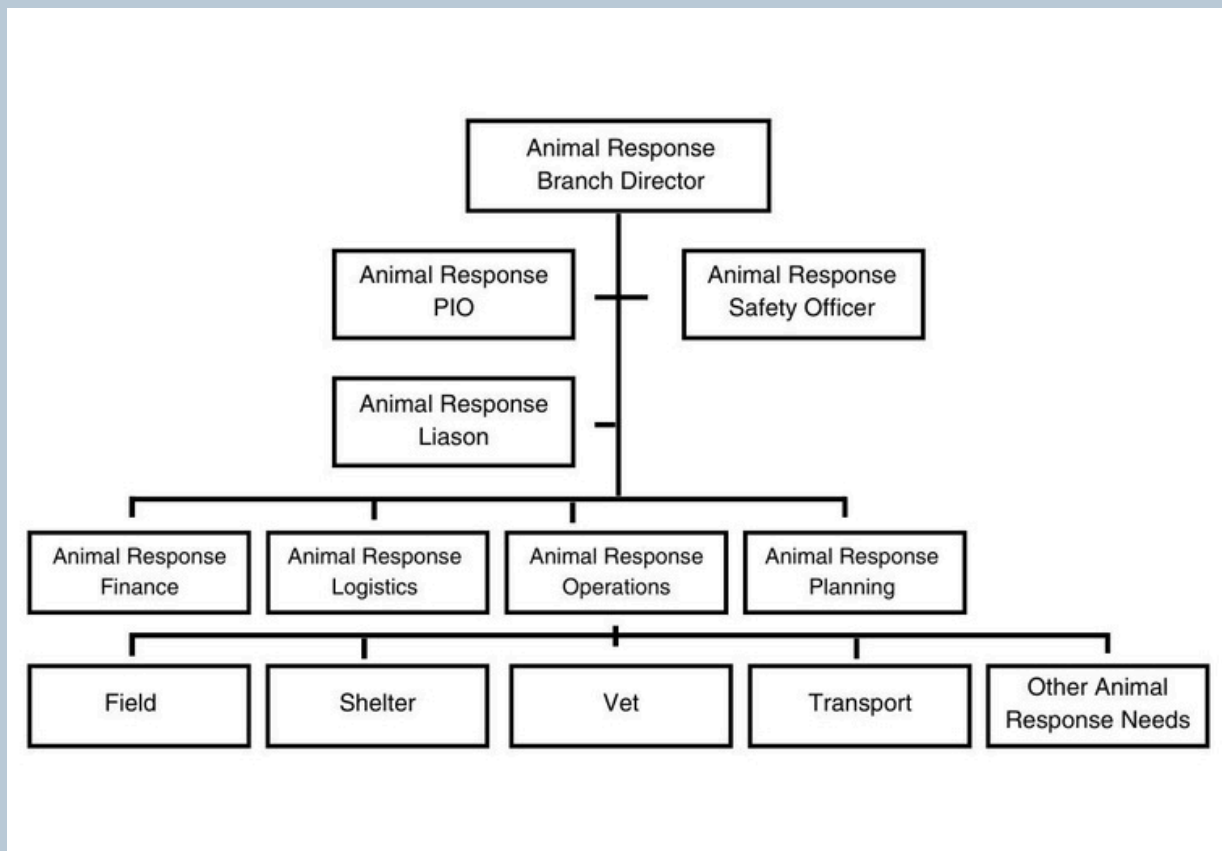 Animal Response
Branch Director
Animal Response
PIO
Animal Response
Safety Officer
Animal Response
Liason
Animal Response
Finance
Animal Response
Logistics
Animal Response
Operations
Animal Response
Planning
Field
Shelter
Vet
Transport
Other Animal
Response Needs